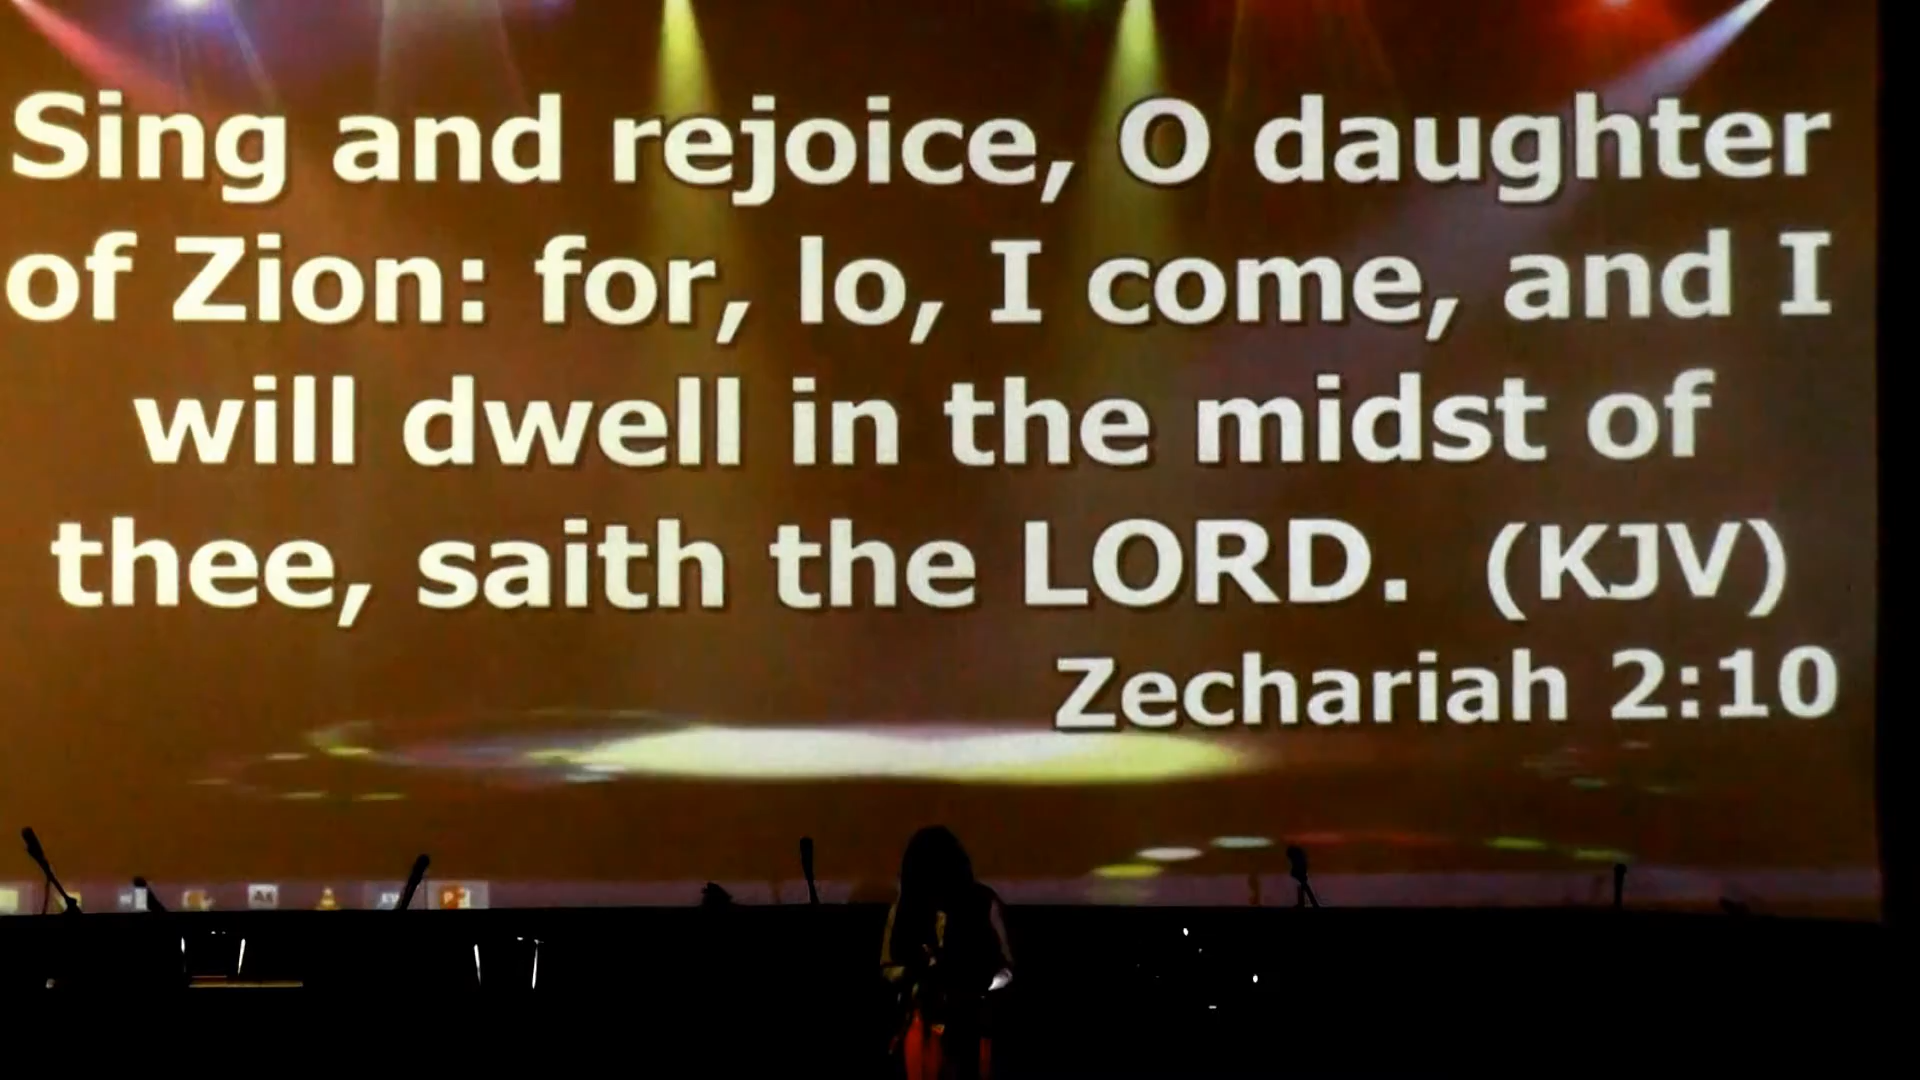 Sing and rejoice, O daughter
of Zion: for, lo, I come, and I
will dwell in the midst of
thee, saith the LORD. (KJV)
Zechariah 2:10